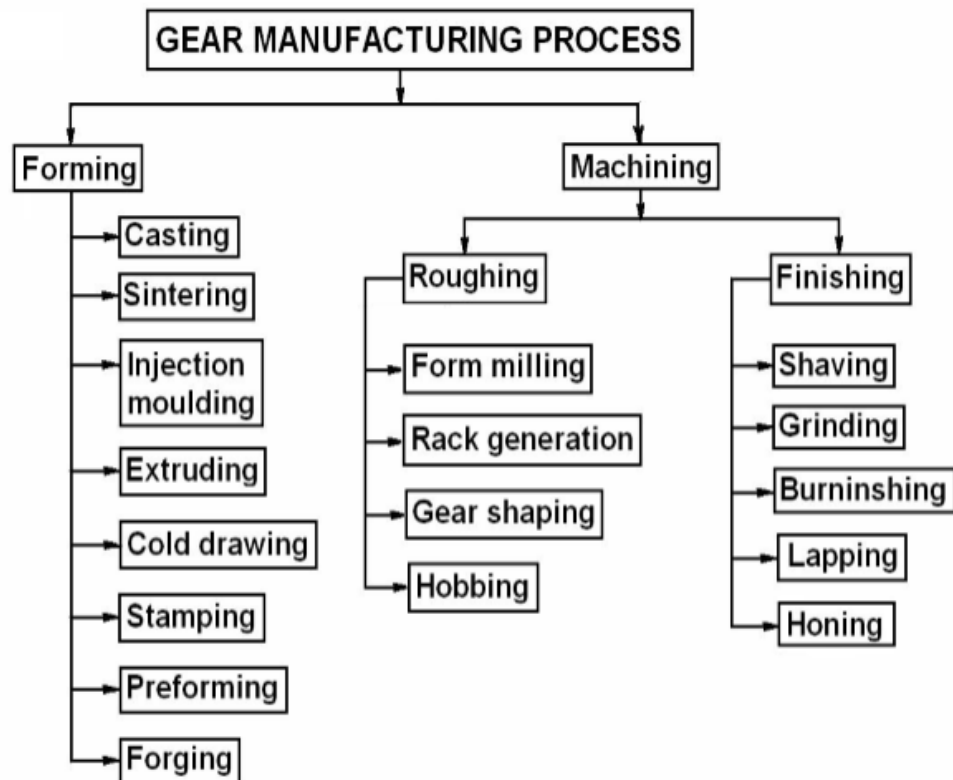 GEAR MANUFACTURING PROCESS
Forming
Machining
Casting
Sintering
Injection
moulding
Extruding
Cold drawing
Stamping
Preforming
Forging
Roughing
Form milling
Rack generation
Gear shaping
Hobbing
Finishing
Shaving
Grinding
Burninshing
Lapping
Honing